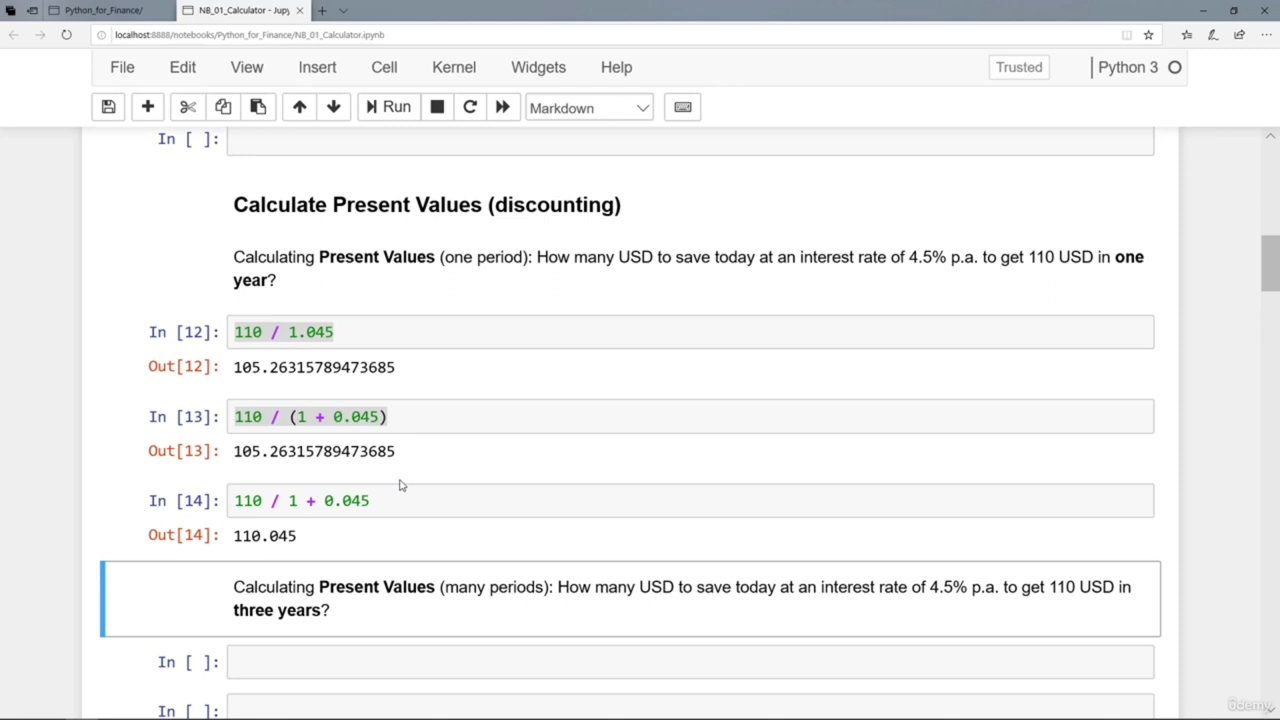 Python_for_Finance/
NB_01_Calculator - Jupy
localhost:8888/notebooks/Python_for_Finance/NB_01_Calculator.ipynb
File Edit View Insert Cell Kernel Widgets Help Trusted Python 3
Run Markdown
In [ ]:
Calculate Present Values (discounting)
Calculating Present Values (one period): How many USD to save today at an interest rate of 4.5% p.a. to get 110 USD in one
year?
In [12]: 110 / 1.045
Out[12]: 105.26315789473685
In [13]: 110 / (1 + 0.045)
Out[13]: 105.26315789473685
In [14]: 110 / 1 + 0.045
Out[14]: 110.045
Calculating Present Values (many periods): How many USD to save today at an interest rate of 4.5% p.a. to get 110 USD in
three years?
In [ ]:
In [ ]:
Udemy